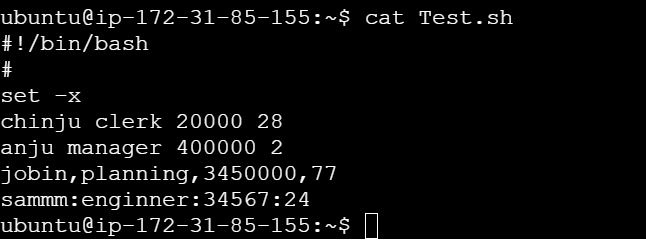 ubuntu@ip-172-31-85-155:~$ cat Test.sh
#!/bin/bash
#
set -x
chinju clerk 20000 28
anju manager 400000 2
jobin,planning,3450000,77
sammm:enginner:34567:24
ubuntu@ip-172-31-85-155:~$